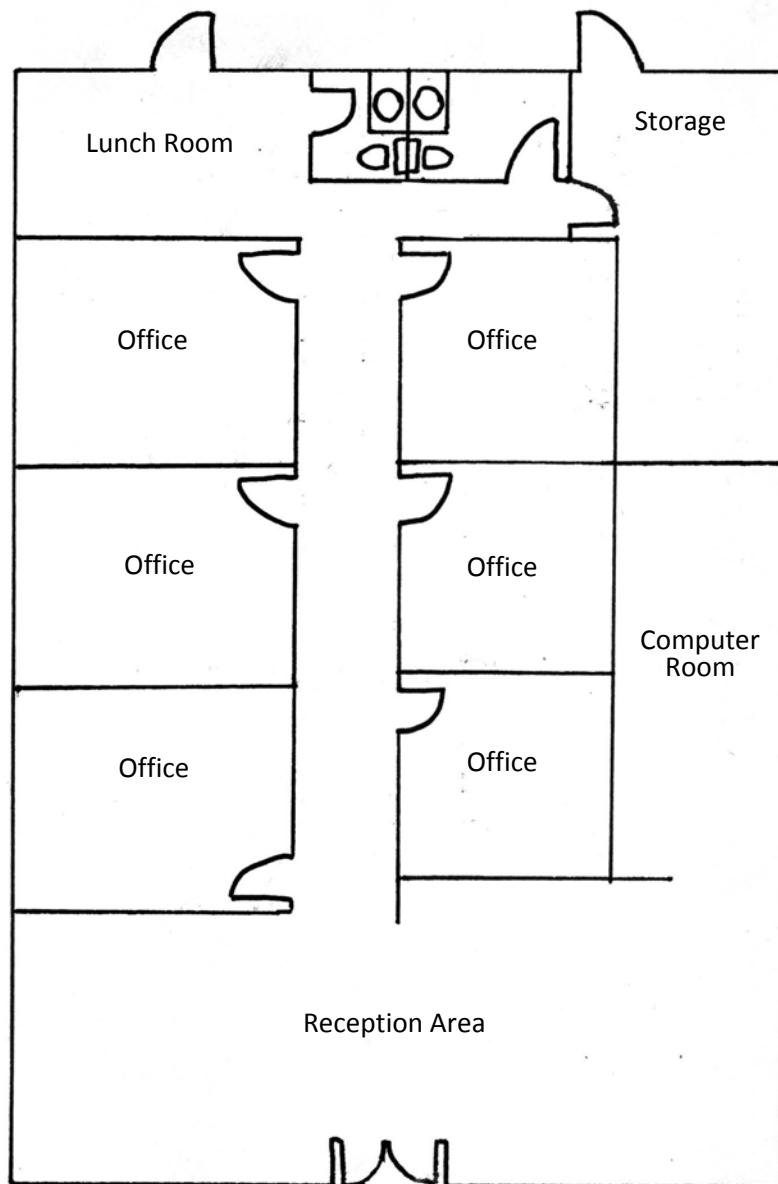 Lunch Room
Storage
Office
Office
Office
Office
Computer
Room
Office
Office
Reception Area